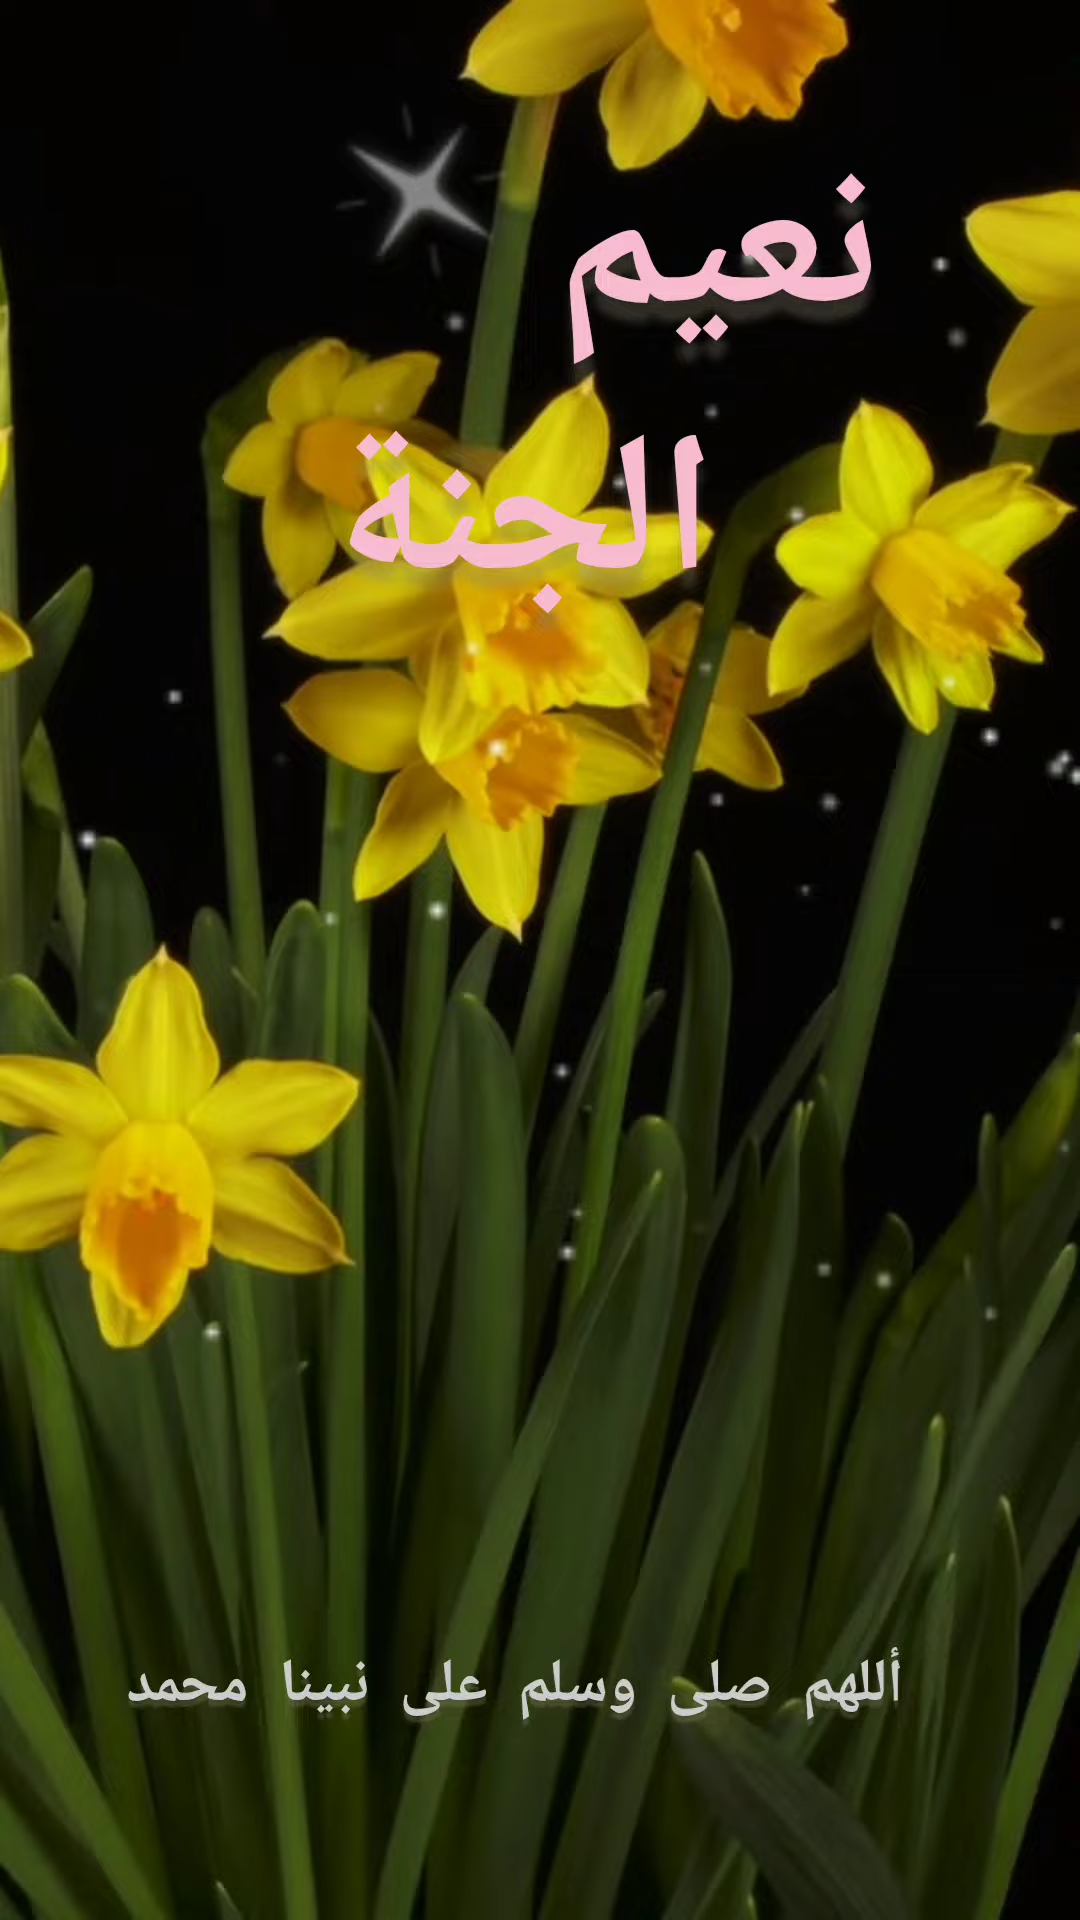 نعيم
الجنة
أللهم صلى وسلم على نبينا محمد